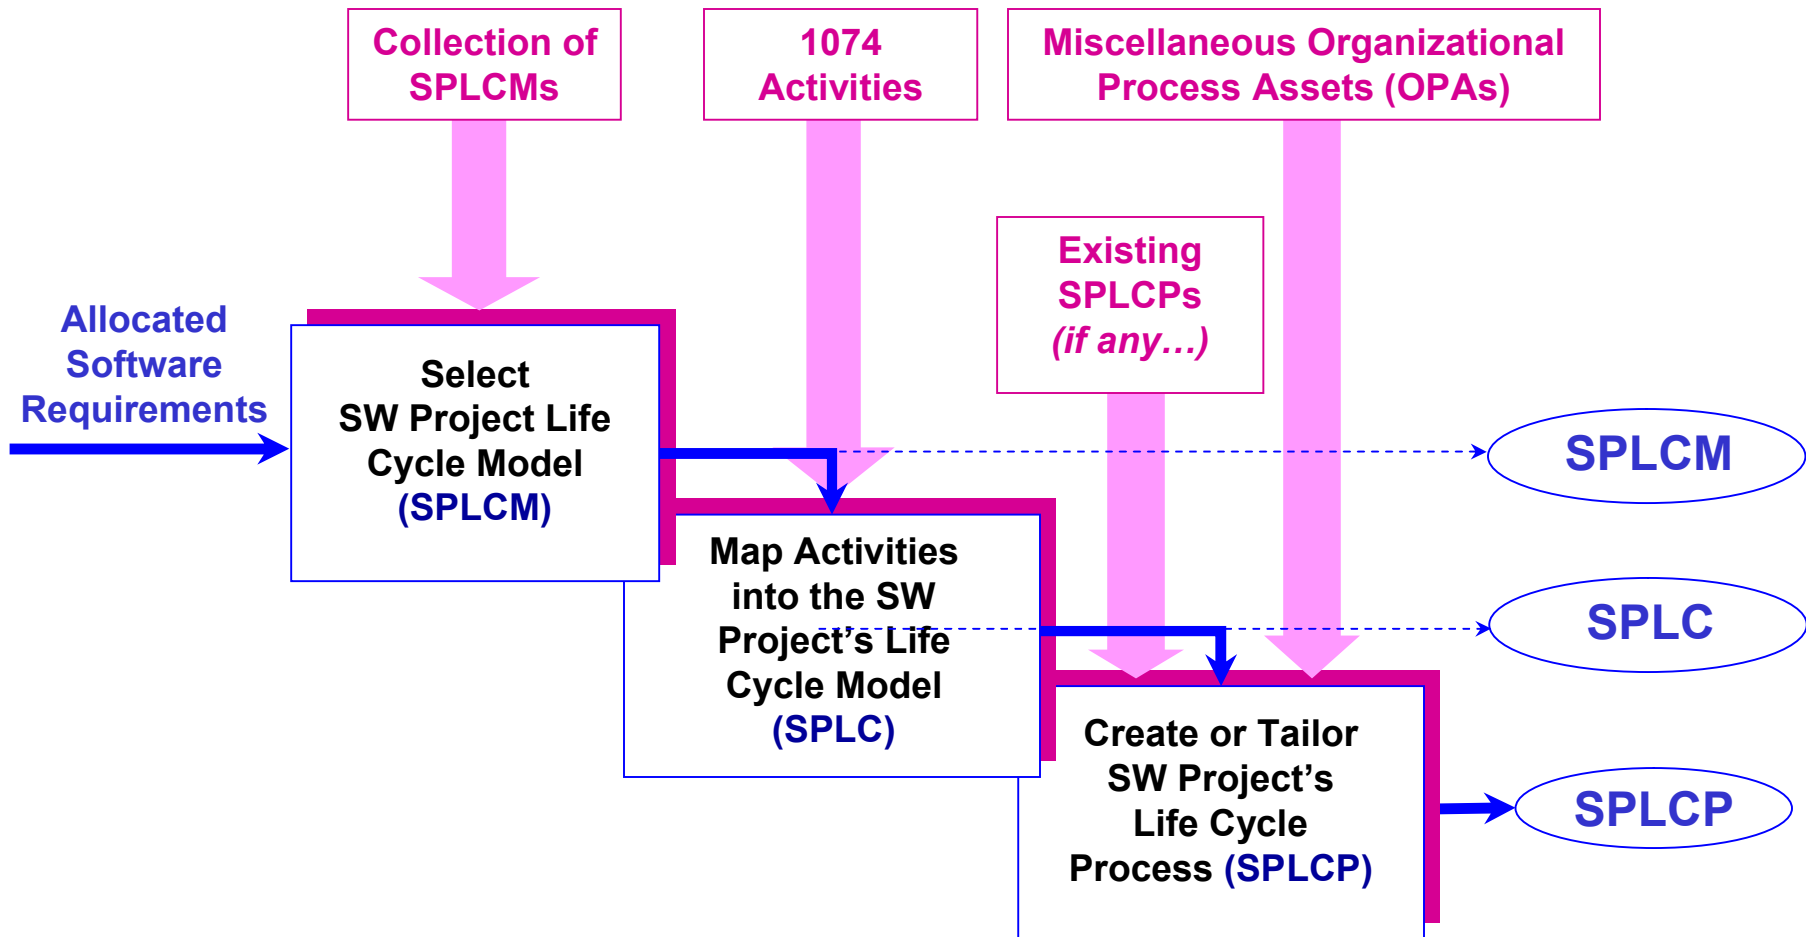 Collection of
SPLCMs
1074
Activities
Miscellaneous Organizational
Process Assets (OPAs)
Existing
SPLCPs
(if any…)
Allocated
Software
Requirements
Select
SW Project Life
Cycle Model
(SPLCM)
SPLCM
Map Activities
into the SW
Project’s Life
Cycle Model
(SPLC)
SPLC
Create or Tailor
SW Project’s
Life Cycle
Process (SPLCP)
SPLCP